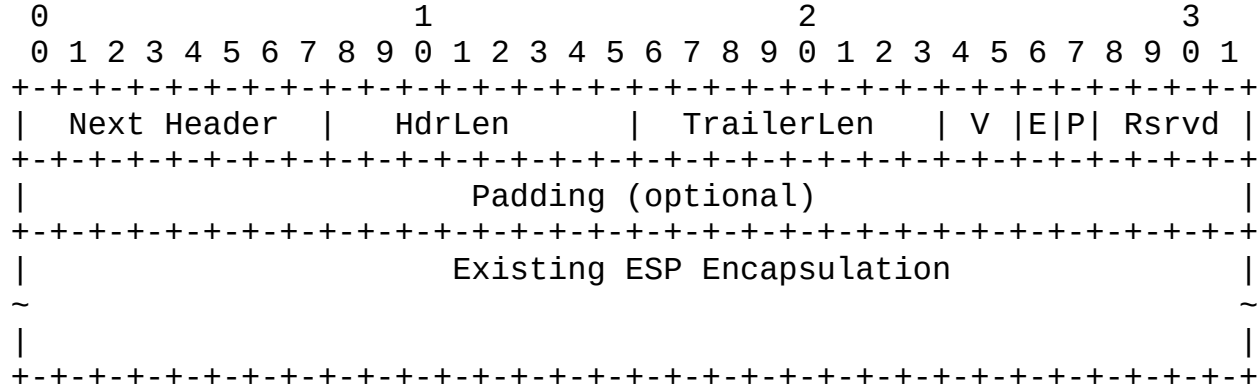 0                   1                   2                   3
 0 1 2 3 4 5 6 7 8 9 0 1 2 3 4 5 6 7 8 9 0 1 2 3 4 5 6 7 8 9 0 1
+-+-+-+-+-+-+-+-+-+-+-+-+-+-+-+-+-+-+-+-+-+-+-+-+-+-+-+-+-+-+-+-+
|  Next Header  |   HdrLen      |  TrailerLen   | V |E|P| Rsrvd |
+-+-+-+-+-+-+-+-+-+-+-+-+-+-+-+-+-+-+-+-+-+-+-+-+-+-+-+-+-+-+-+-+
|                       Padding (optional)                      |
+-+-+-+-+-+-+-+-+-+-+-+-+-+-+-+-+-+-+-+-+-+-+-+-+-+-+-+-+-+-+-+-+
|                      Existing ESP Encapsulation               |
~                                                               ~
|                                                               |
+-+-+-+-+-+-+-+-+-+-+-+-+-+-+-+-+-+-+-+-+-+-+-+-+-+-+-+-+-+-+-+-+